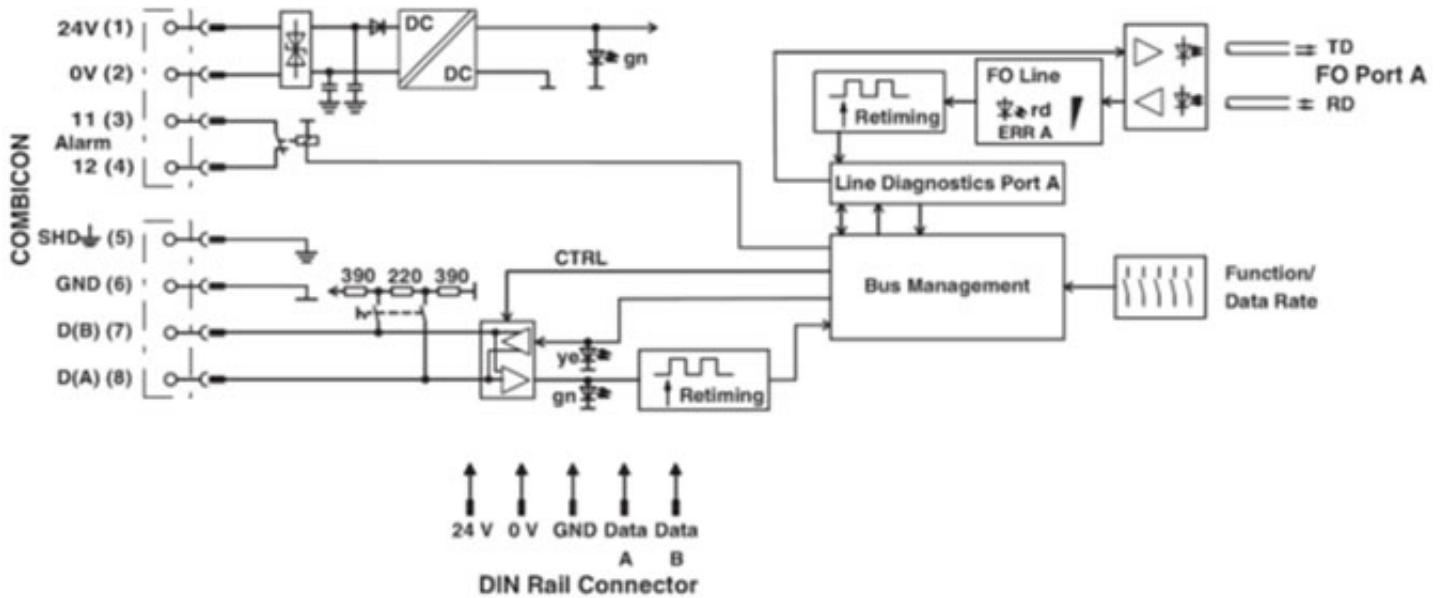 COMBICON
24V (1)
0V (2)
11 (3)
Alarm
12 (4)
SHD (5)
GND (6)
D(B) (7)
D(A) (8)
DC
DC
gn
390 220 390
CTRL
ye
gn
Retiming
Retiming
FO Line
rd
ERR A
TD
FO Port A
RD
Line Diagnostics Port A
Bus Management
Function/
Data Rate
24 V 0 V GND Data Data
A B
DIN Rail Connector